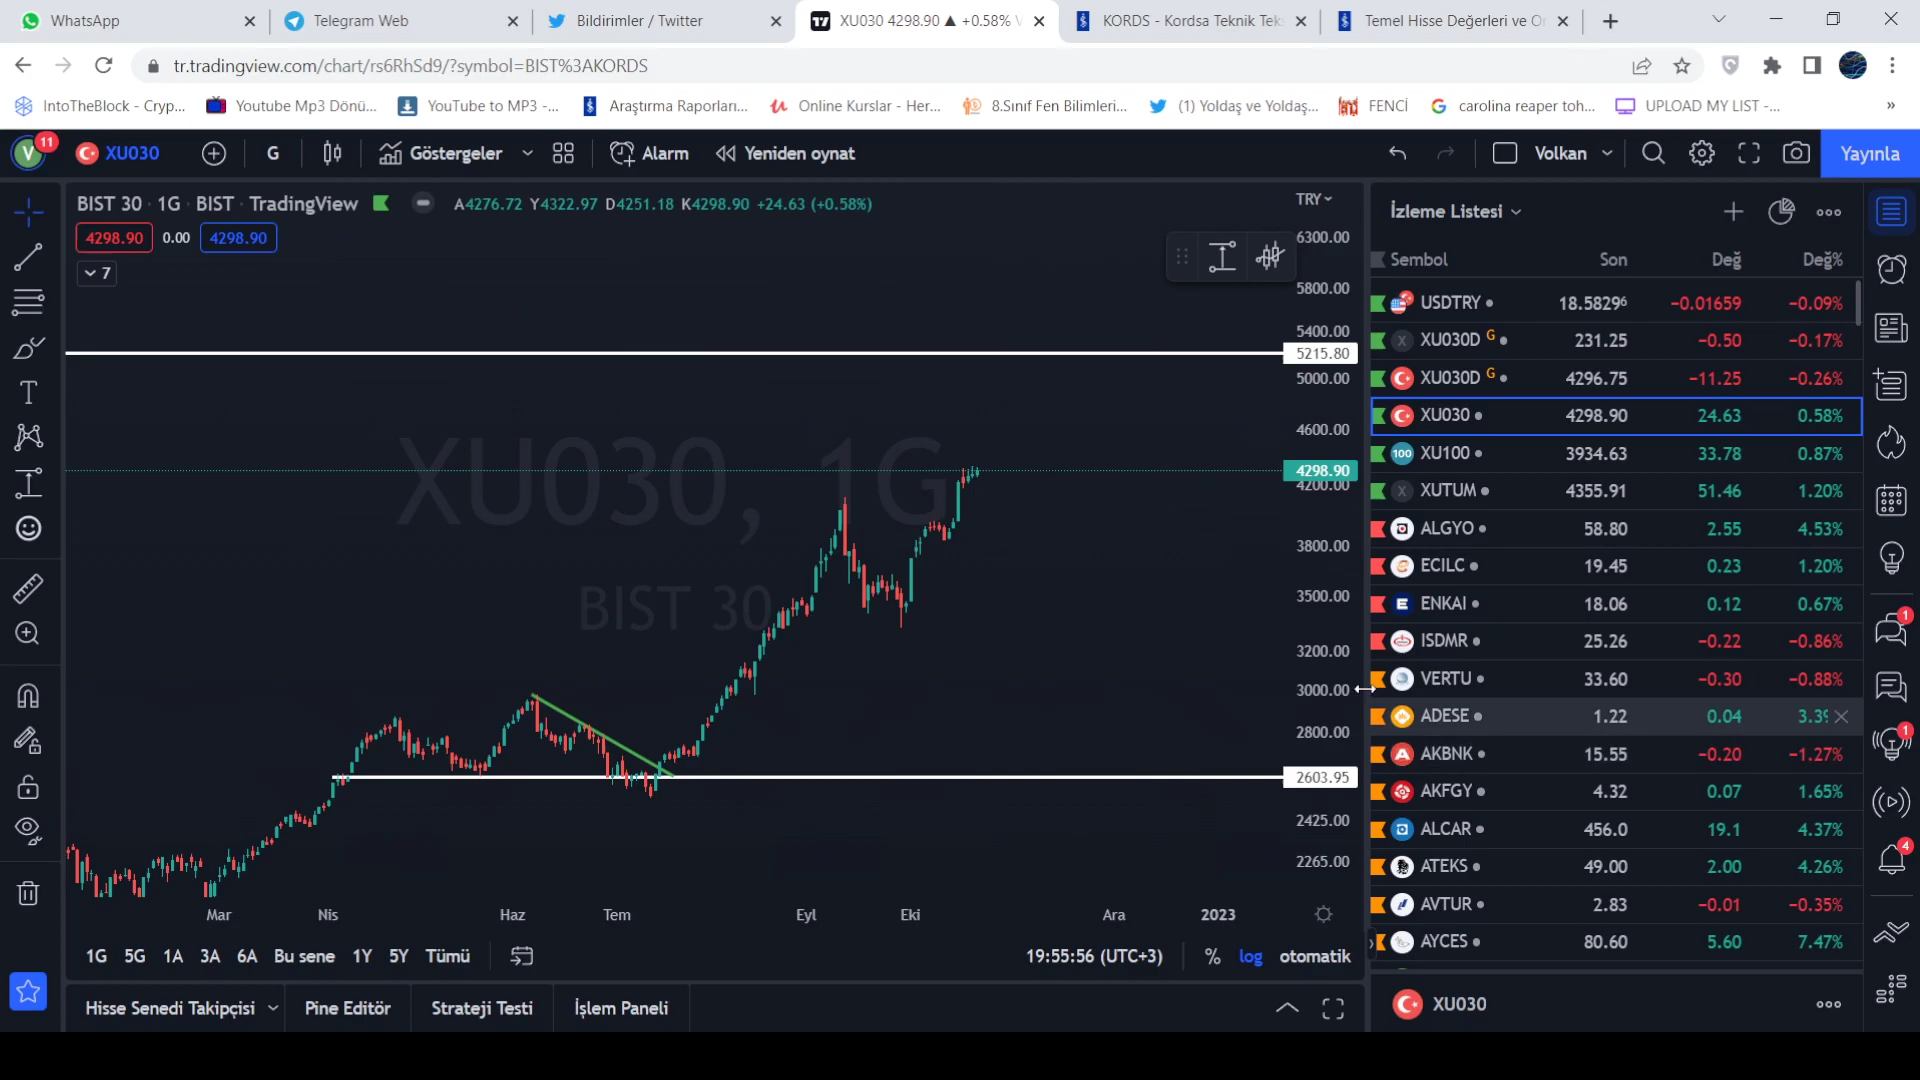 WhatsApp
Telegram Web
Bildirimler / Twitter
XU030 4298.90 ▲ +0.58% V
KORDS - Kordsa Teknik Teks
Temel Hisse Değerleri ve Or
tr.tradingview.com/chart/rs6RhSd9/?symbol=BIST%3AKORDS
IntoTheBlock - Cryp...
Youtube Mp3 Dönü...
YouTube to MP3 -...
Araştırma Raporları...
Online Kurslar - Her...
8.Sınıf Fen Bilimleri...
(1) Yoldaş ve Yoldaş...
FENCİ
carolina reaper toh...
UPLOAD MY LIST -...
»
V 11
XU030
G
Göstergeler
Alarm
Yeniden oynat
Volkan
Yayınla
BIST 30 · 1G · BIST · TradingView
A4276.72 Y4322.97 D4251.18 K4298.90 +24.63 (+0.58%)
4298.90 0.00 4298.90
7
XU030, 1G
BIST 30
TRY
6300.00
5800.00
5400.00
5215.80
5000.00
4600.00
4298.90
4200.00
3800.00
3500.00
3200.00
3000.00
2800.00
2603.95
2425.00
2265.00
Mar Nis Haz Tem Eyl Eki Ara 2023
1G 5G 1A 3A 6A Bu sene 1Y 5Y Tümü
19:55:56 (UTC+3) % log otomatik
Hisse Senedi Takipçisi Pine Editör Strateji Testi İşlem Paneli
İzleme Listesi
Sembol Son Değ Değ%
USDTRY 18.5829⁶ −0.01659 −0.09%
XU030D G 231.25 −0.50 −0.17%
XU030D G 4296.75 −11.25 −0.26%
XU030 4298.90 24.63 0.58%
100 XU100 3934.63 33.78 0.87%
X XUTUM 4355.91 51.46 1.20%
ALGYO 58.80 2.55 4.53%
ECILC 19.45 0.23 1.20%
ENKAI 18.06 0.12 0.67%
ISDMR 25.26 −0.22 −0.86%
VERTU 33.60 −0.30 −0.88%
ADESE 1.22 0.04 3.39
AKBNK 15.55 −0.20 −1.27%
AKFGY 4.32 0.07 1.65%
ALCAR 456.0 19.1 4.37%
ATEKS 49.00 2.00 4.26%
AVTUR 2.83 −0.01 −0.35%
AYCES 80.60 5.60 7.47%
XU030
1
1
4